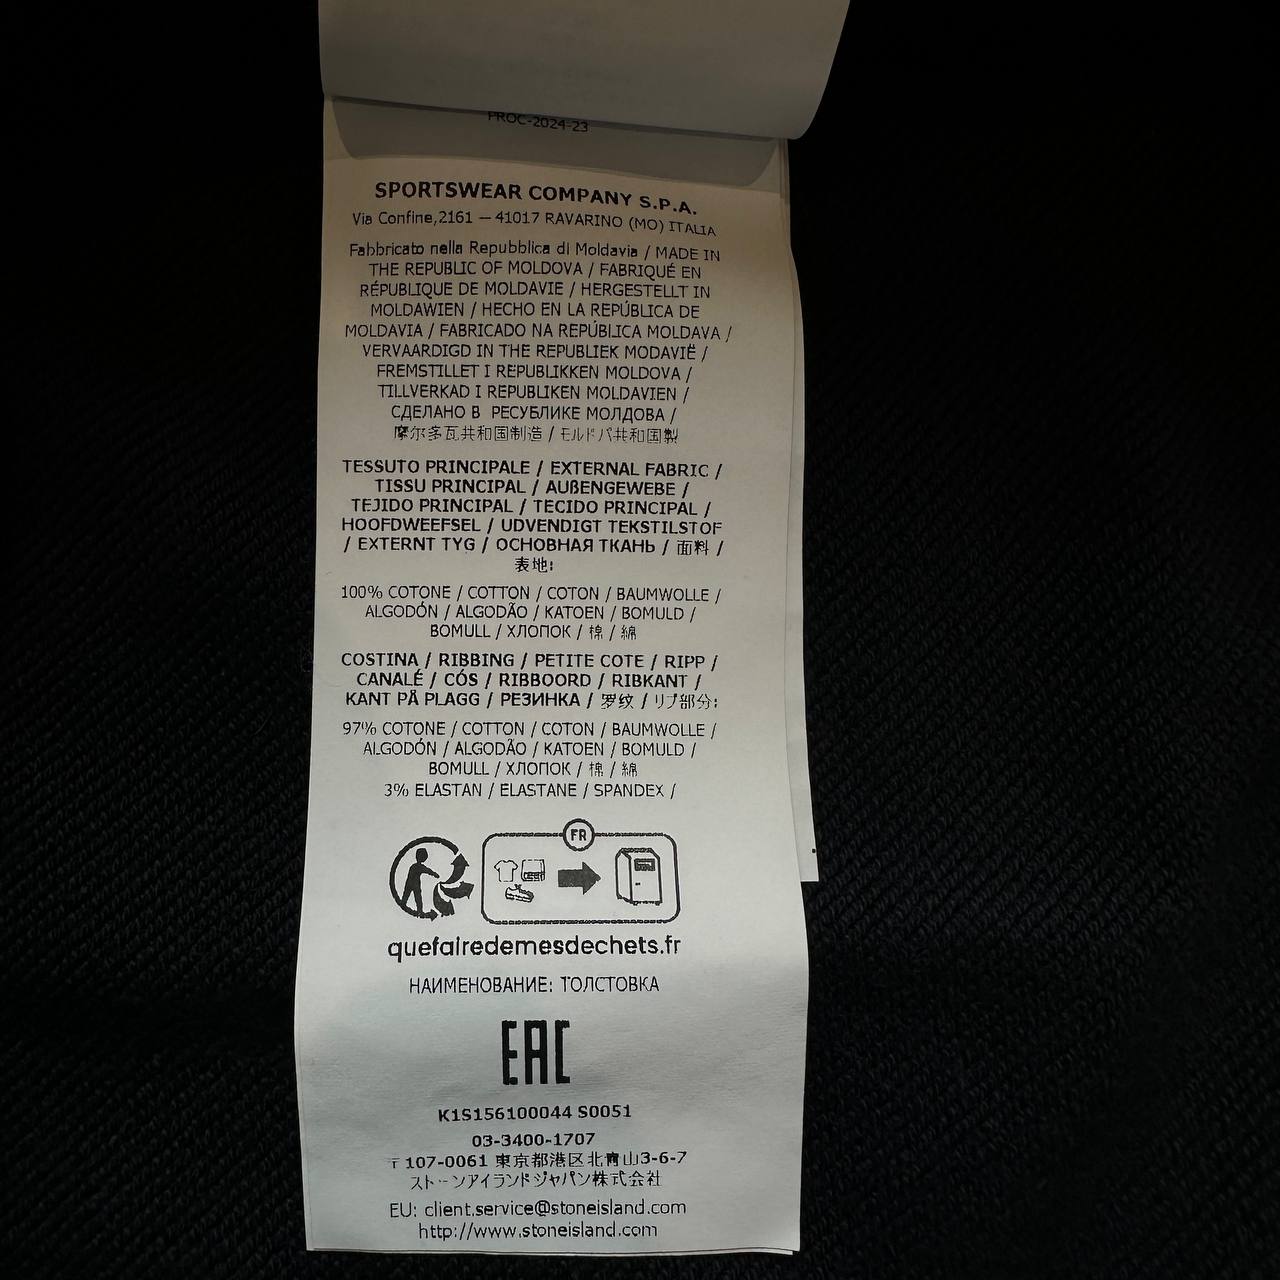 PROC-2024-23
SPORTSWEAR COMPANY S.P.A.
Via Confine,2161 – 41017 RAVARINO (MO) ITALIA
Fabbricato nella Repubblica di Moldavia / MADE IN
THE REPUBLIC OF MOLDOVA / FABRIQUÉ EN
RÉPUBLIQUE DE MOLDAVIE / HERGESTELLT IN
MOLDAWIEN / HECHO EN LA REPÚBLICA DE
MOLDAVIA / FABRICADO NA REPÚBLICA MOLDAVA /
VERVAARDIGD IN THE REPUBLIEK MODAVIË /
FREMSTILLET I REPUBLIKKEN MOLDOVA /
TILLVERKAD I REPUBLIKEN MOLDAVIEN /
СДЕЛАНО В РЕСУБЛИКЕ МОЛДОВА /
摩尔多瓦共和国制造 / モルドバ共和国製
TESSUTO PRINCIPALE / EXTERNAL FABRIC /
TISSU PRINCIPAL / AUßENGEWEBE /
TEJIDO PRINCIPAL / TECIDO PRINCIPAL /
HOOFDWEEFSEL / UDVENDIGT TEKSTILSTOF
/ EXTERNT TYG / ОСНОВНАЯ ТКАНЬ / 面料 /
表地:
100% COTONE / COTTON / COTON / BAUMWOLLE /
ALGODÓN / ALGODÃO / KATOEN / BOMULD /
BOMULL / ХЛОПОК / 棉 / 綿
COSTINA / RIBBING / PETITE COTE / RIPP /
CANALÉ / CÓS / RIBBOORD / RIBKANT /
KANT PÅ PLAGG / РЕЗИНКА / 罗纹 / リブ部分:
97% COTONE / COTTON / COTON / BAUMWOLLE /
ALGODÓN / ALGODÃO / KATOEN / BOMULD /
BOMULL / ХЛОПОК / 棉 / 綿
3% ELASTAN / ELASTANE / SPANDEX /
FR
quefairedemesdechets.fr
НАИМЕНОВАНИЕ: ТОЛСТОВКА
EAC
K1S156100044 S0051
03-3400-1707
〒107-0061 東京都港区北青山3-6-7
ストーンアイランドジャパン株式会社
EU: client.service@stoneisland.com
http://www.stoneisland.com